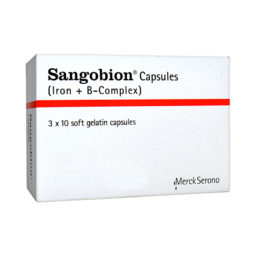 Sangobion® Capsules
(Iron + B-Complex)
3 x 10 soft gelatin capsules
MerckSerono